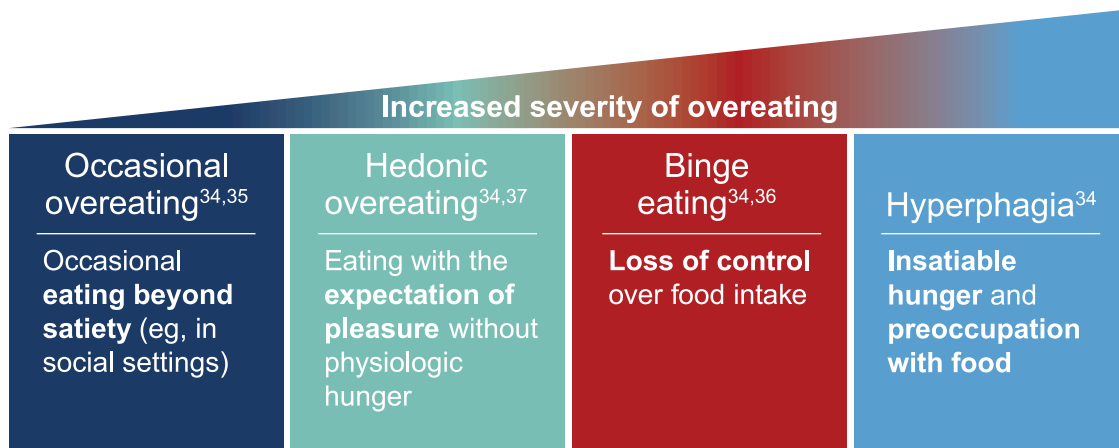 Increased severity of overeating
Occasional
overeating34,35
Occasional
eating beyond
satiety (eg, in
social settings)
Hedonic
overeating34,37
Eating with the
expectation of
pleasure without
physiologic
hunger
Binge
eating34,36
Loss of control
over food intake
Hyperphagia34
Insatiable
hunger and
preoccupation
with food